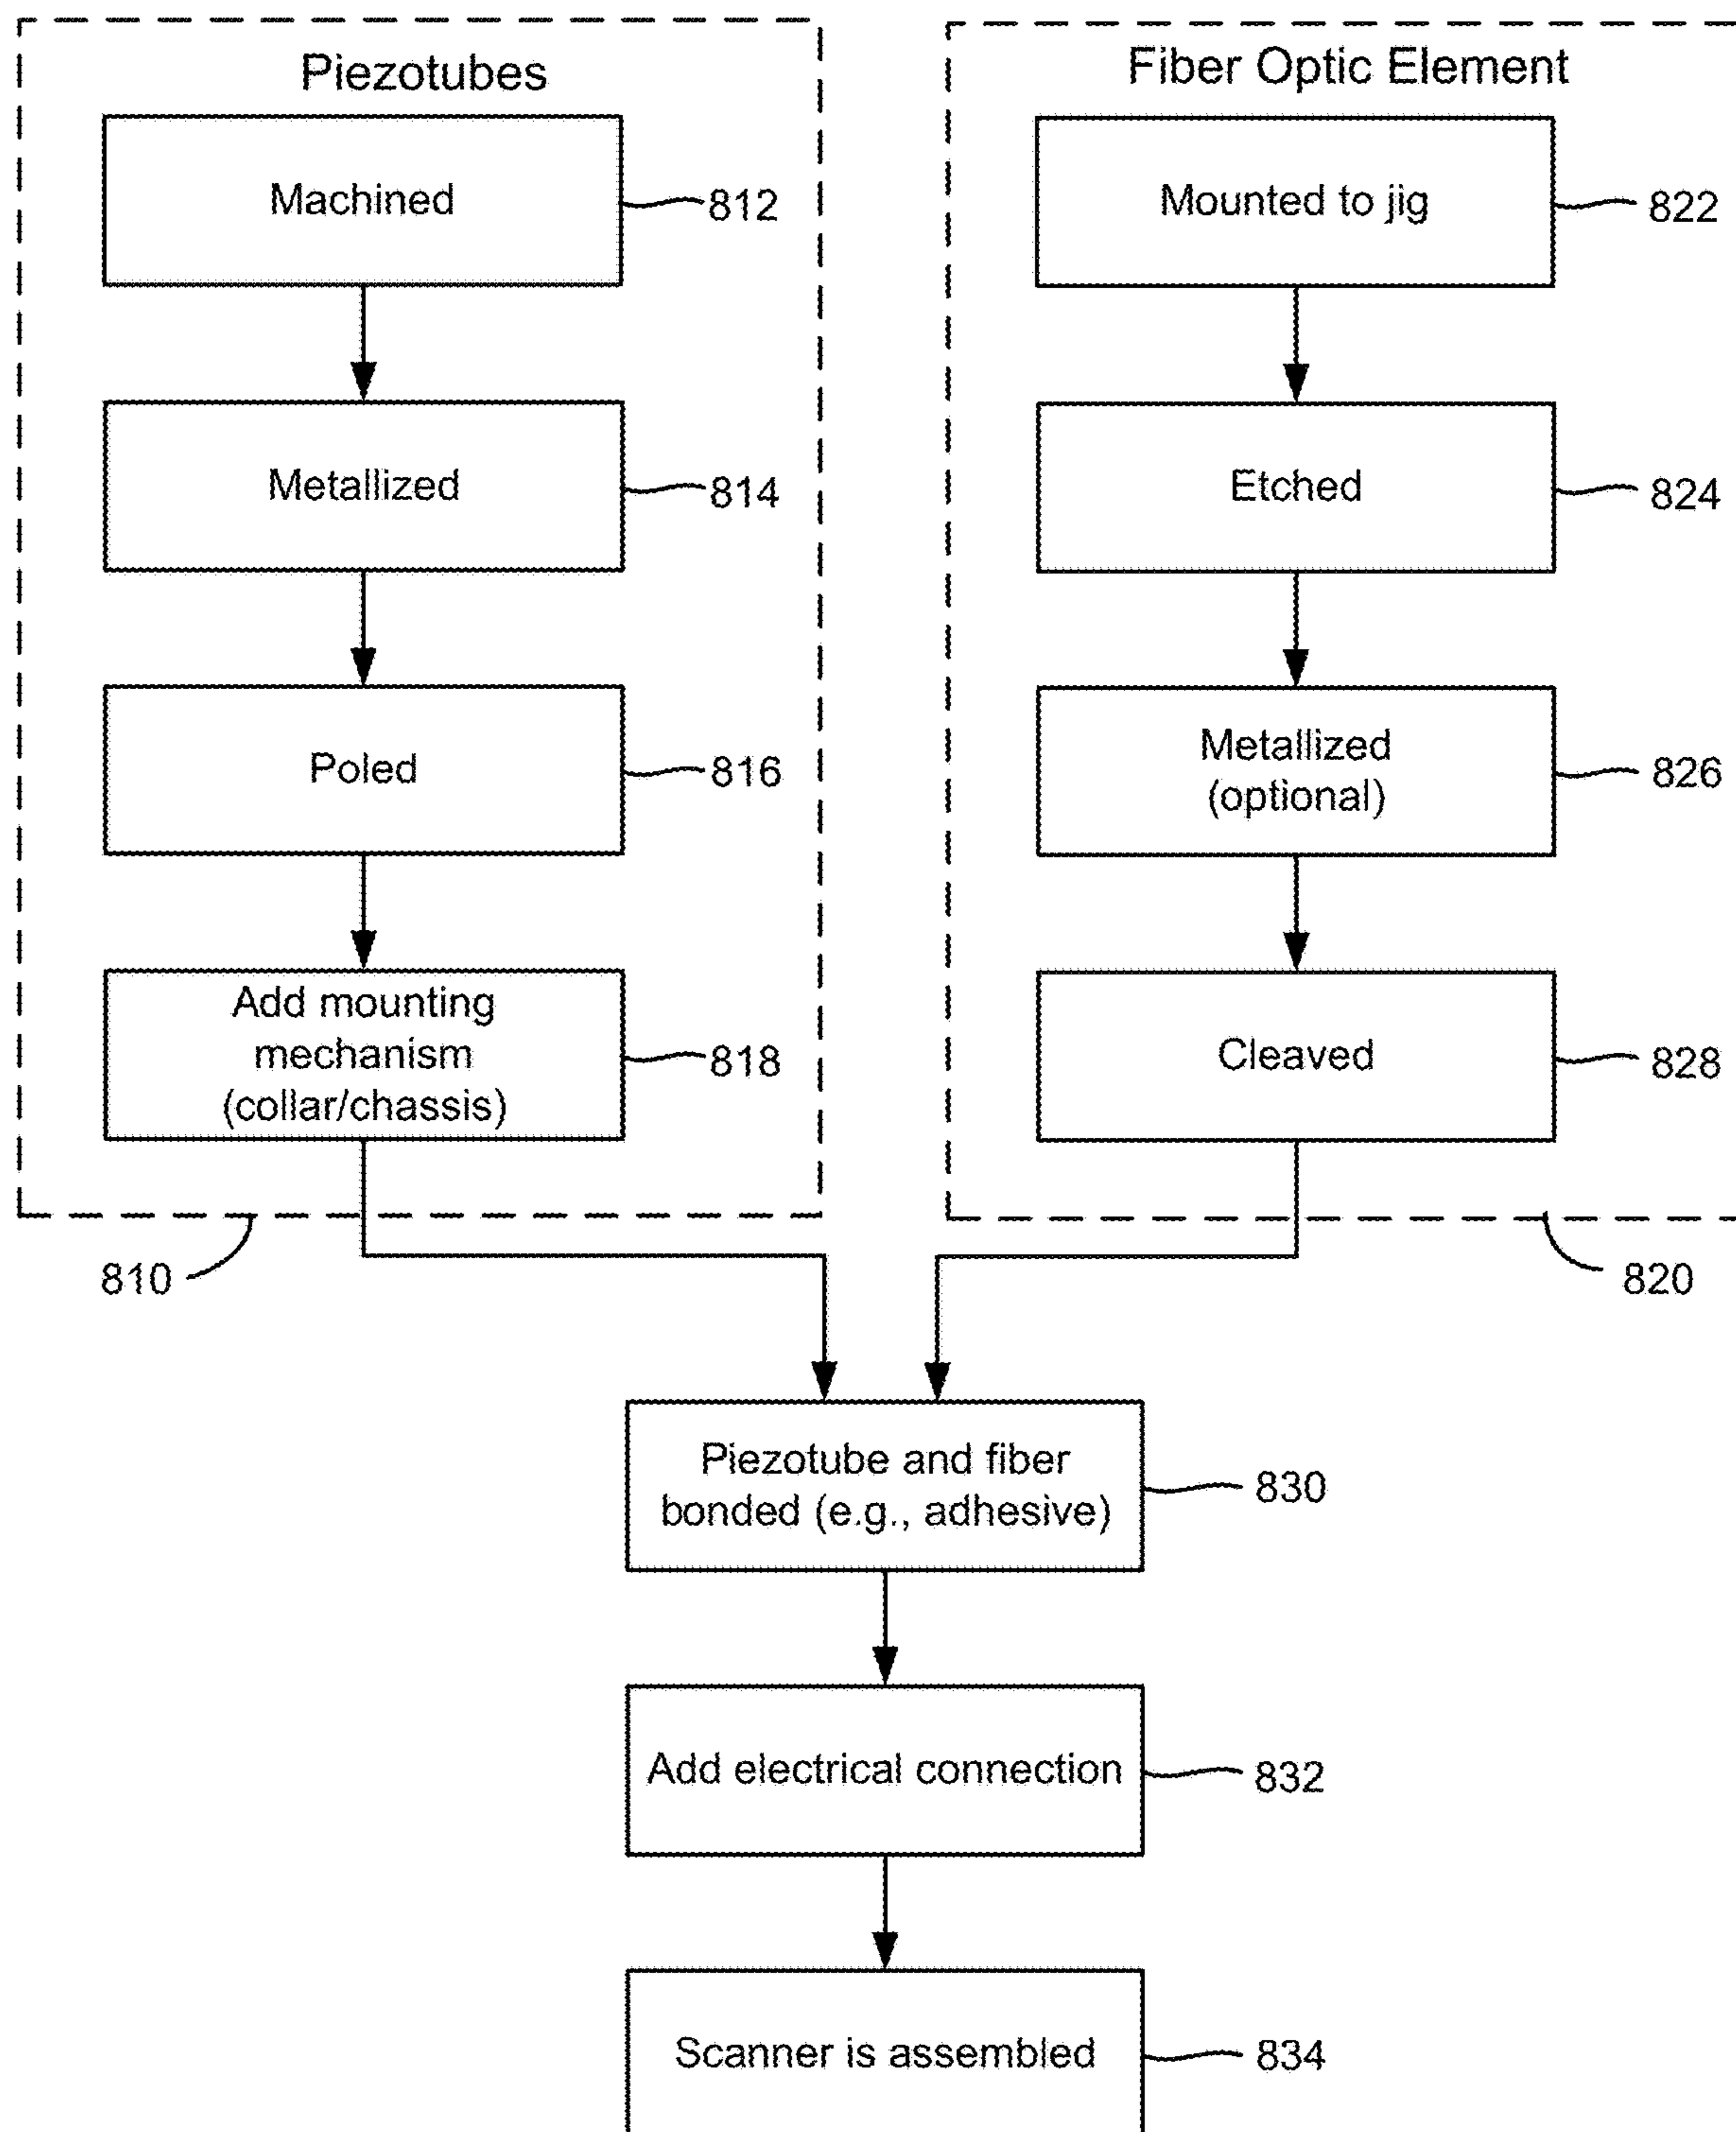 Piezotubes
Machined
812
Metallized
814
Poled
816
Add mounting
mechanism
(collar/chassis)
818
810
Fiber Optic Element
Mounted to jig
822
Etched
824
Metallized
(optional)
826
Cleaved
828
820
Piezotube and fiber
bonded (e.g., adhesive)
830
Add electrical connection
832
Scanner is assembled
834